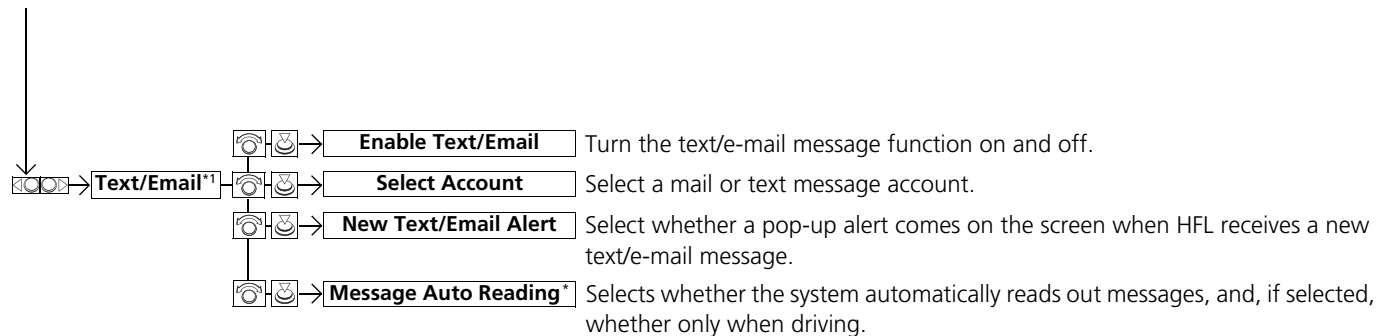 Enable Text/Email Turn the text/e-mail message function on and off.
Text/Email*1 Select Account Select a mail or text message account.
New Text/Email Alert Select whether a pop-up alert comes on the screen when HFL receives a new
text/e-mail message.
Message Auto Reading* Selects whether the system automatically reads out messages, and, if selected,
whether only when driving.